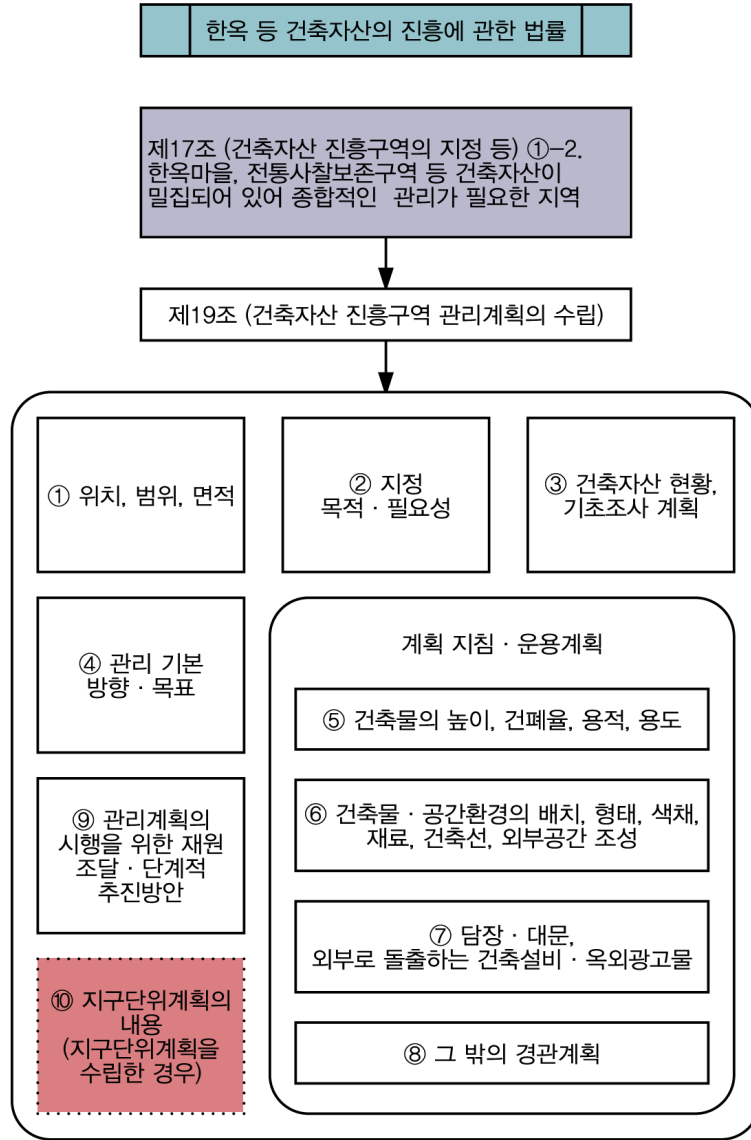 한옥 등 건축자산의 진흥에 관한 법률
제17조 (건축자산 진흥구역의 지정 등) ①-2.
한옥마을, 전통사찰보존구역 등 건축자산이
밀집되어 있어 종합적인 관리가 필요한 지역
제19조 (건축자산 진흥구역 관리계획의 수립)
① 위치, 범위, 면적
② 지정
목적 · 필요성
③ 건축자산 현황,
기초조사 계획
④ 관리 기본
방향 · 목표
계획 지침 · 운용계획
⑤ 건축물의 높이, 건폐율, 용적, 용도
⑥ 건축물 · 공간환경의 배치, 형태, 색채,
재료, 건축선, 외부공간 조성
⑦ 담장 · 대문,
외부로 돌출하는 건축설비 · 옥외광고물
⑧ 그 밖의 경관계획
⑨ 관리계획의
시행을 위한 재원
조달 · 단계적
추진방안
⑩ 지구단위계획의
내용
(지구단위계획을
수립한 경우)